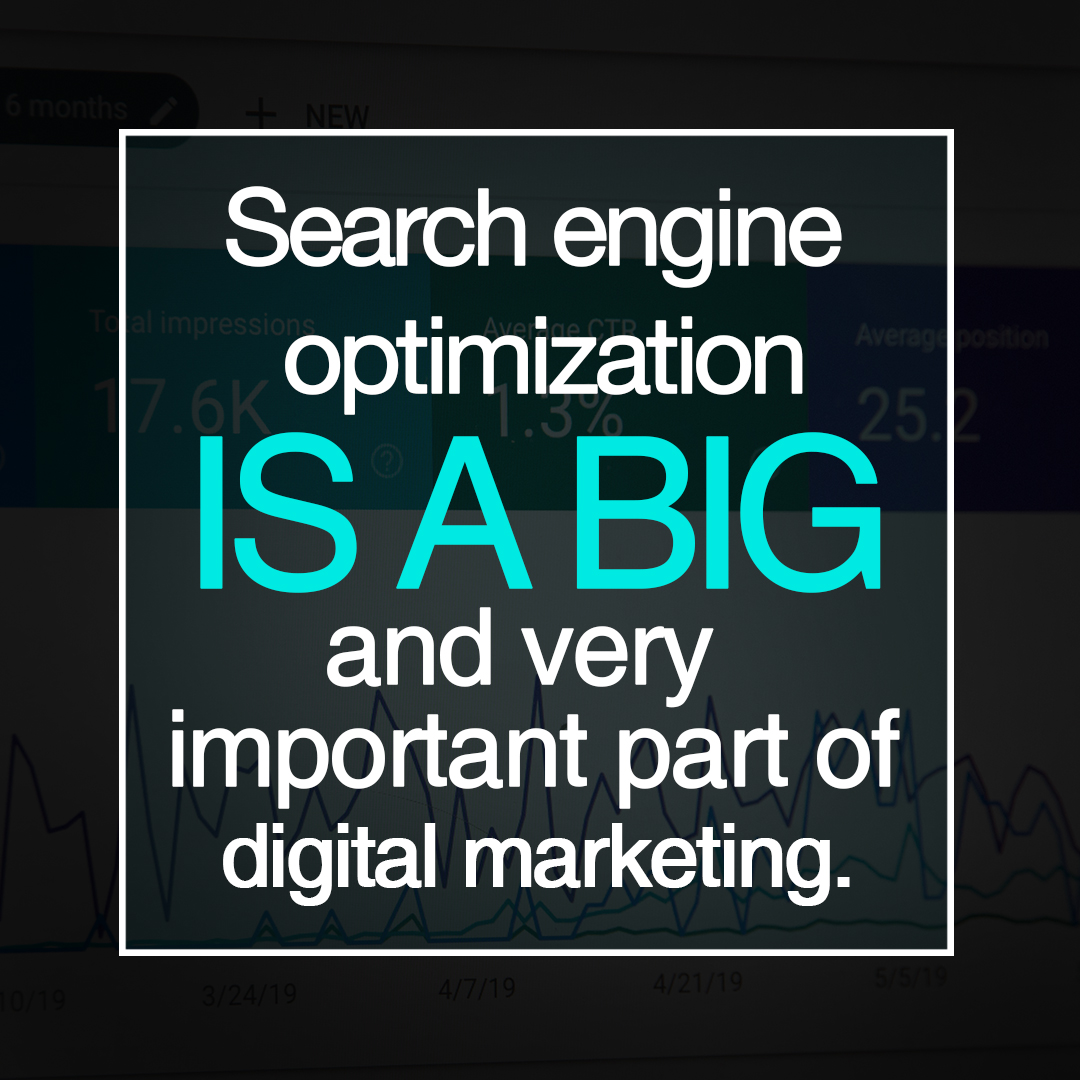 6 months
+ NEW
Search engine
Total impressions
Average CTR
Average position
optimization
17.6K
1.3%
25.2
IS A BIG
and very
important part of
digital marketing.
10/19
3/24/19
4/7/19
4/21/19
5/5/19